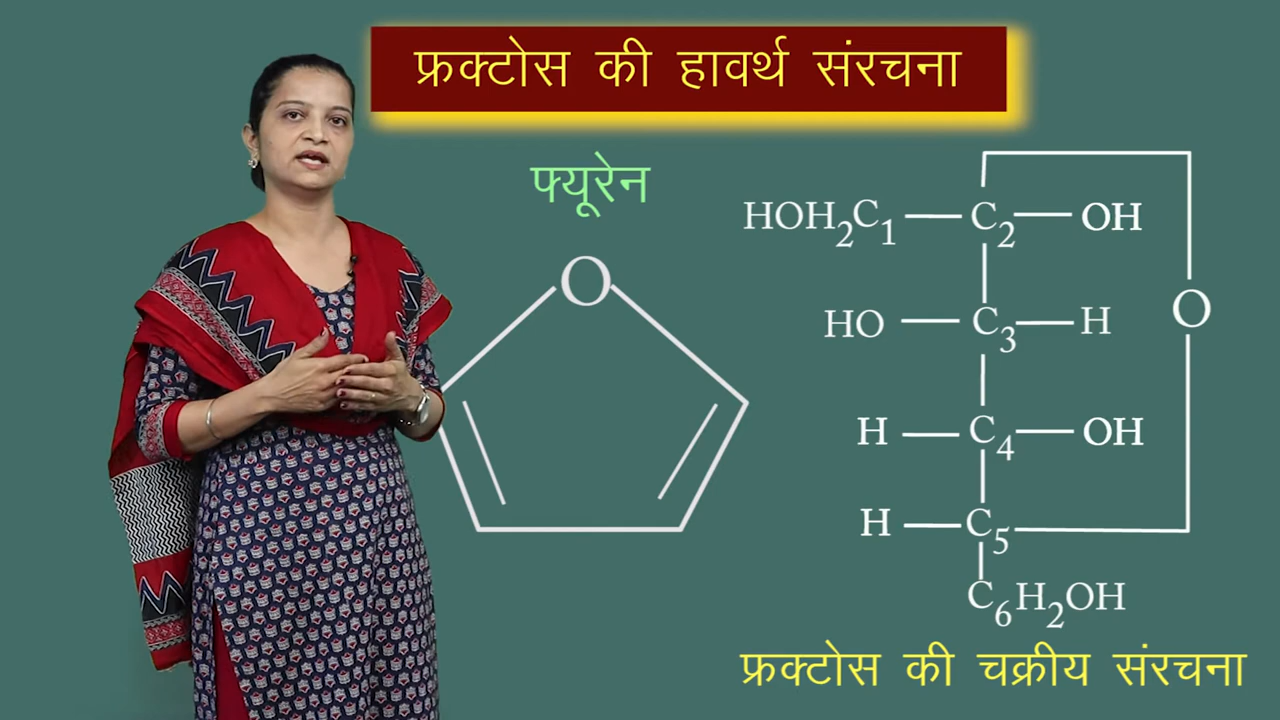 फ्रक्टोस की हावर्थ संरचना
फ्यूरेन
O
HOH₂C₁ — C₂ — OH
HO — C₃ — H
O
H — C₄ — OH
H — C₅
C₆H₂OH
फ्रक्टोस की चक्रीय संरचना